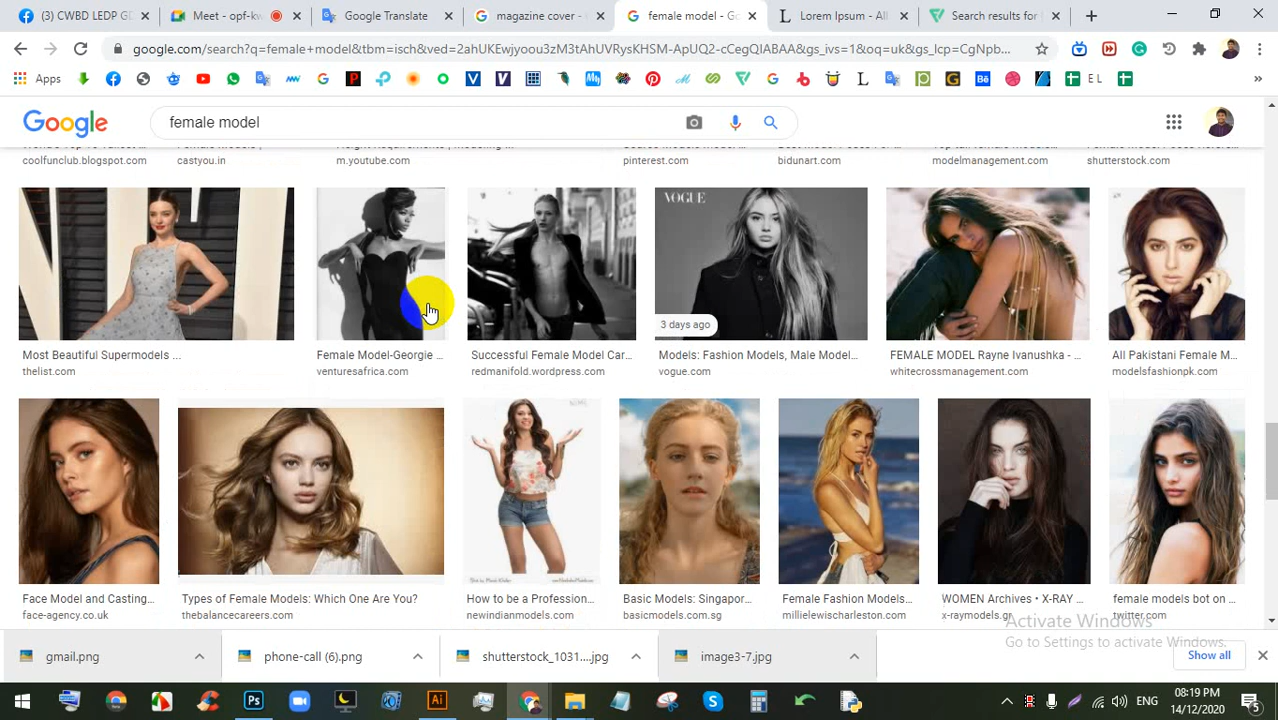 (3) CWBD LEDP GD
Meet - opf-kw
Google Translate
magazine cover -
female model - Go
Lorem Ipsum - All
Search results for
google.com/search?q=female+model&tbm=isch&ved=2ahUKEwjyoou3zM3tAhUVRysKHSM-ApUQ2-cCegQIABAA&gs_ivs=1&oq=uk&gs_lcp=CgNpb...
Apps
E L
Google
female model
coolfunclub.blogspot.com
castyou.in
m.youtube.com
pinterest.com
bidunart.com
modelmanagement.com
shutterstock.com
VOGUE
3 days ago
Most Beautiful Supermodels ...
Female Model-Georgie ...
Successful Female Model Car...
Models: Fashion Models, Male Model...
FEMALE MODEL Rayne Ivanushka - ...
All Pakistani Female M...
thelist.com
venturesafrica.com
redmanifold.wordpress.com
vogue.com
whitecrossmanagement.com
modelsfashionpk.com
Face Model and Casting...
Types of Female Models: Which One Are You?
How to be a Profession...
Basic Models: Singapor...
Female Fashion Models...
WOMEN Archives • X-RAY ...
female models bot on ...
face-agency.co.uk
thebalancecareers.com
newindianmodels.com
basicmodels.com.sg
millielewischarleston.com
x-raymodels.gr
twitter.com
Activate Windows
Go to Settings to activate Windows.
gmail.png
phone-call (6).png
shutterstock_1031....jpg
image3-7.jpg
Show all
Ps
Ai
ENG
08:19 PM
14/12/2020
5